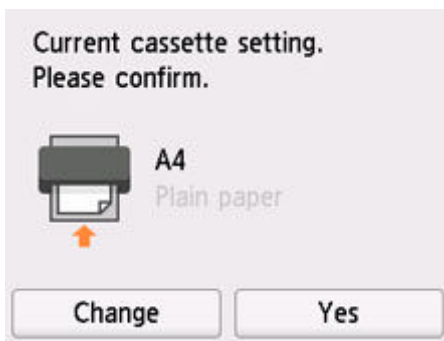 Current cassette setting.
Please confirm.
A4
Plain paper
Change
Yes